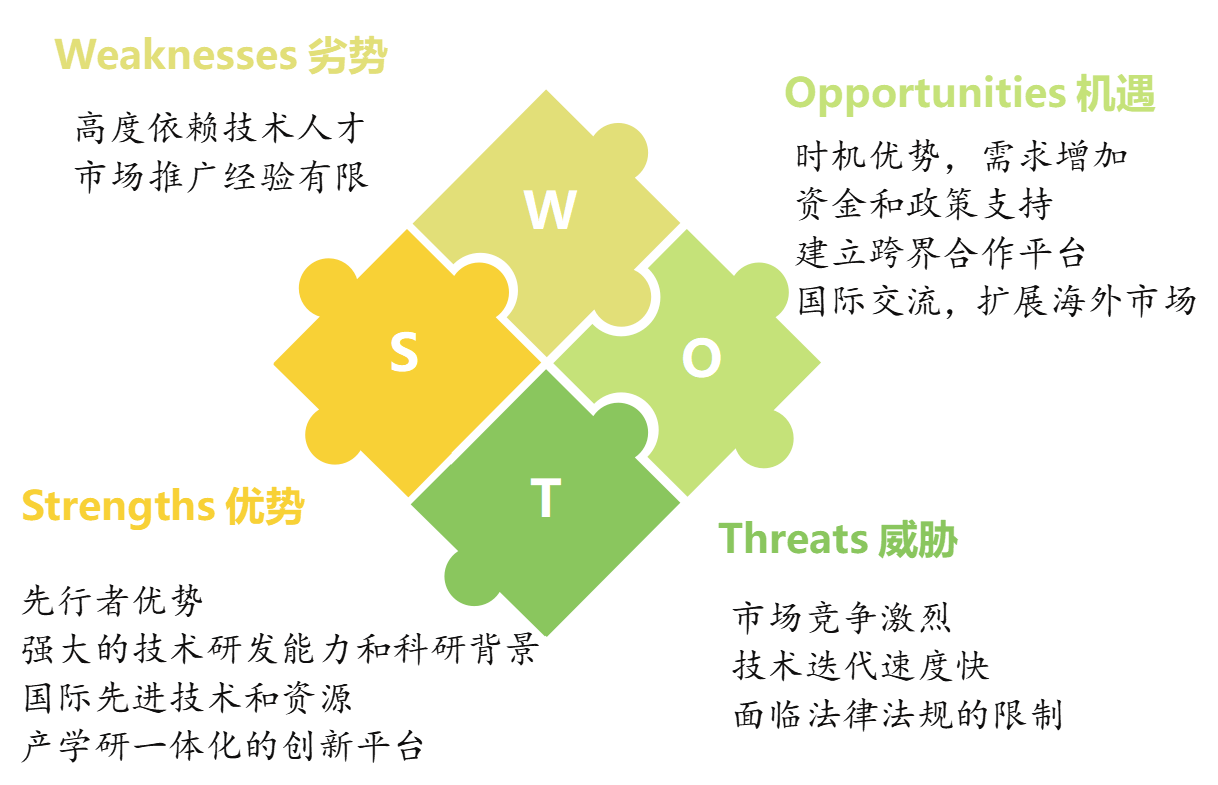 Weaknesses 劣势
高度依赖技术人才
市场推广经验有限
Opportunities 机遇
时机优势，需求增加
资金和政策支持
建立跨界合作平台
国际交流，扩展海外市场
W
S
O
T
Strengths 优势
先行者优势
强大的技术研发能力和科研背景
国际先进技术和资源
产学研一体化的创新平台
Threats 威胁
市场竞争激烈
技术迭代速度快
面临法律法规的限制